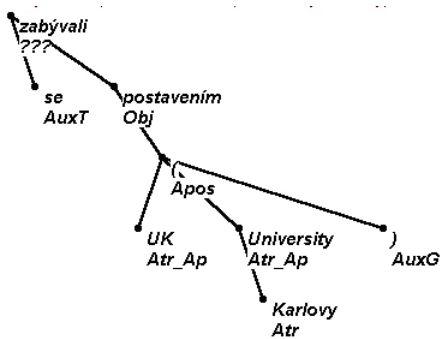 zabývali
???
se
AuxT
postavením
Obj
(
Apos
UK
Atr_Ap
University
Atr_Ap
)
AuxG
Karlovy
Atr